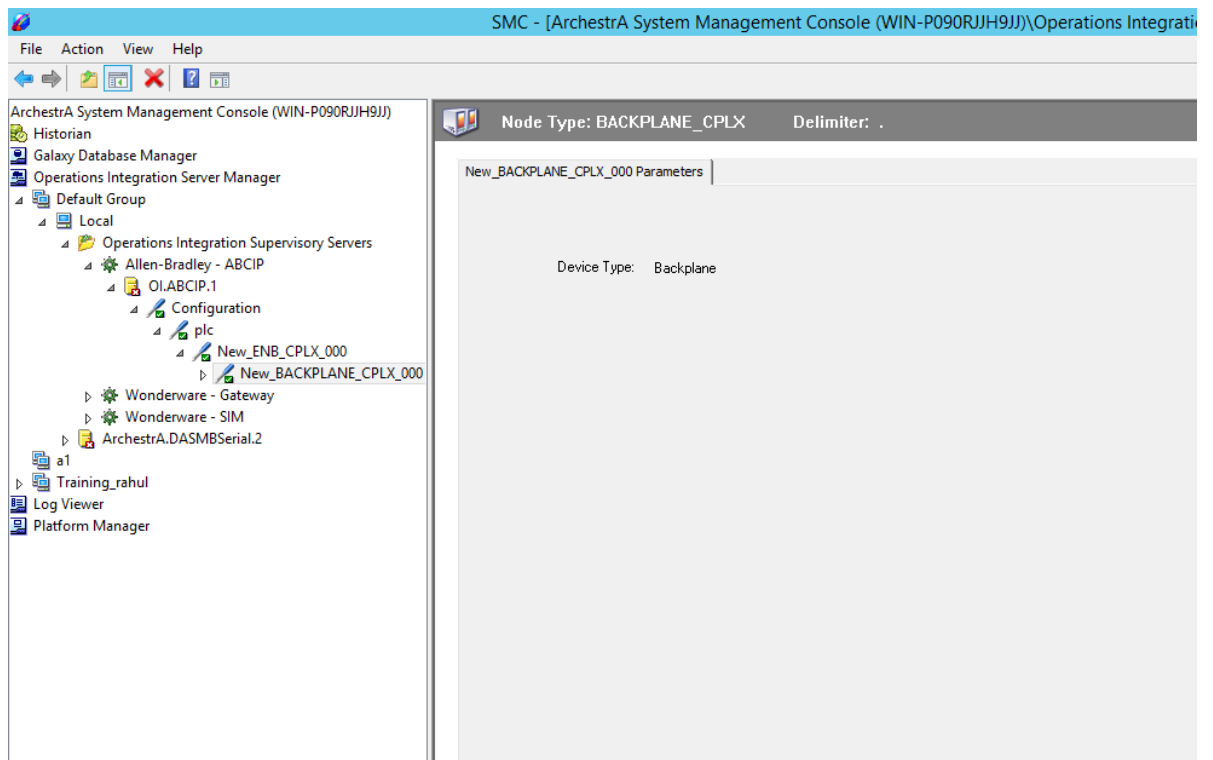 SMC - [ArchestrA System Management Console (WIN-P090RJJH9JJ)\Operations Integrati
File Action View Help
ArchestrA System Management Console (WIN-P090RJJH9JJ)
Historian
Galaxy Database Manager
Operations Integration Server Manager
Default Group
Local
Operations Integration Supervisory Servers
Allen-Bradley - ABCIP
OI.ABCIP.1
Configuration
plc
New_ENB_CPLX_000
New_BACKPLANE_CPLX_000
Wonderware - Gateway
Wonderware - SIM
ArchestrA.DASMBSerial.2
a1
Training_rahul
Log Viewer
Platform Manager
Node Type: BACKPLANE_CPLX Delimiter: .
New_BACKPLANE_CPLX_000 Parameters
Device Type: Backplane